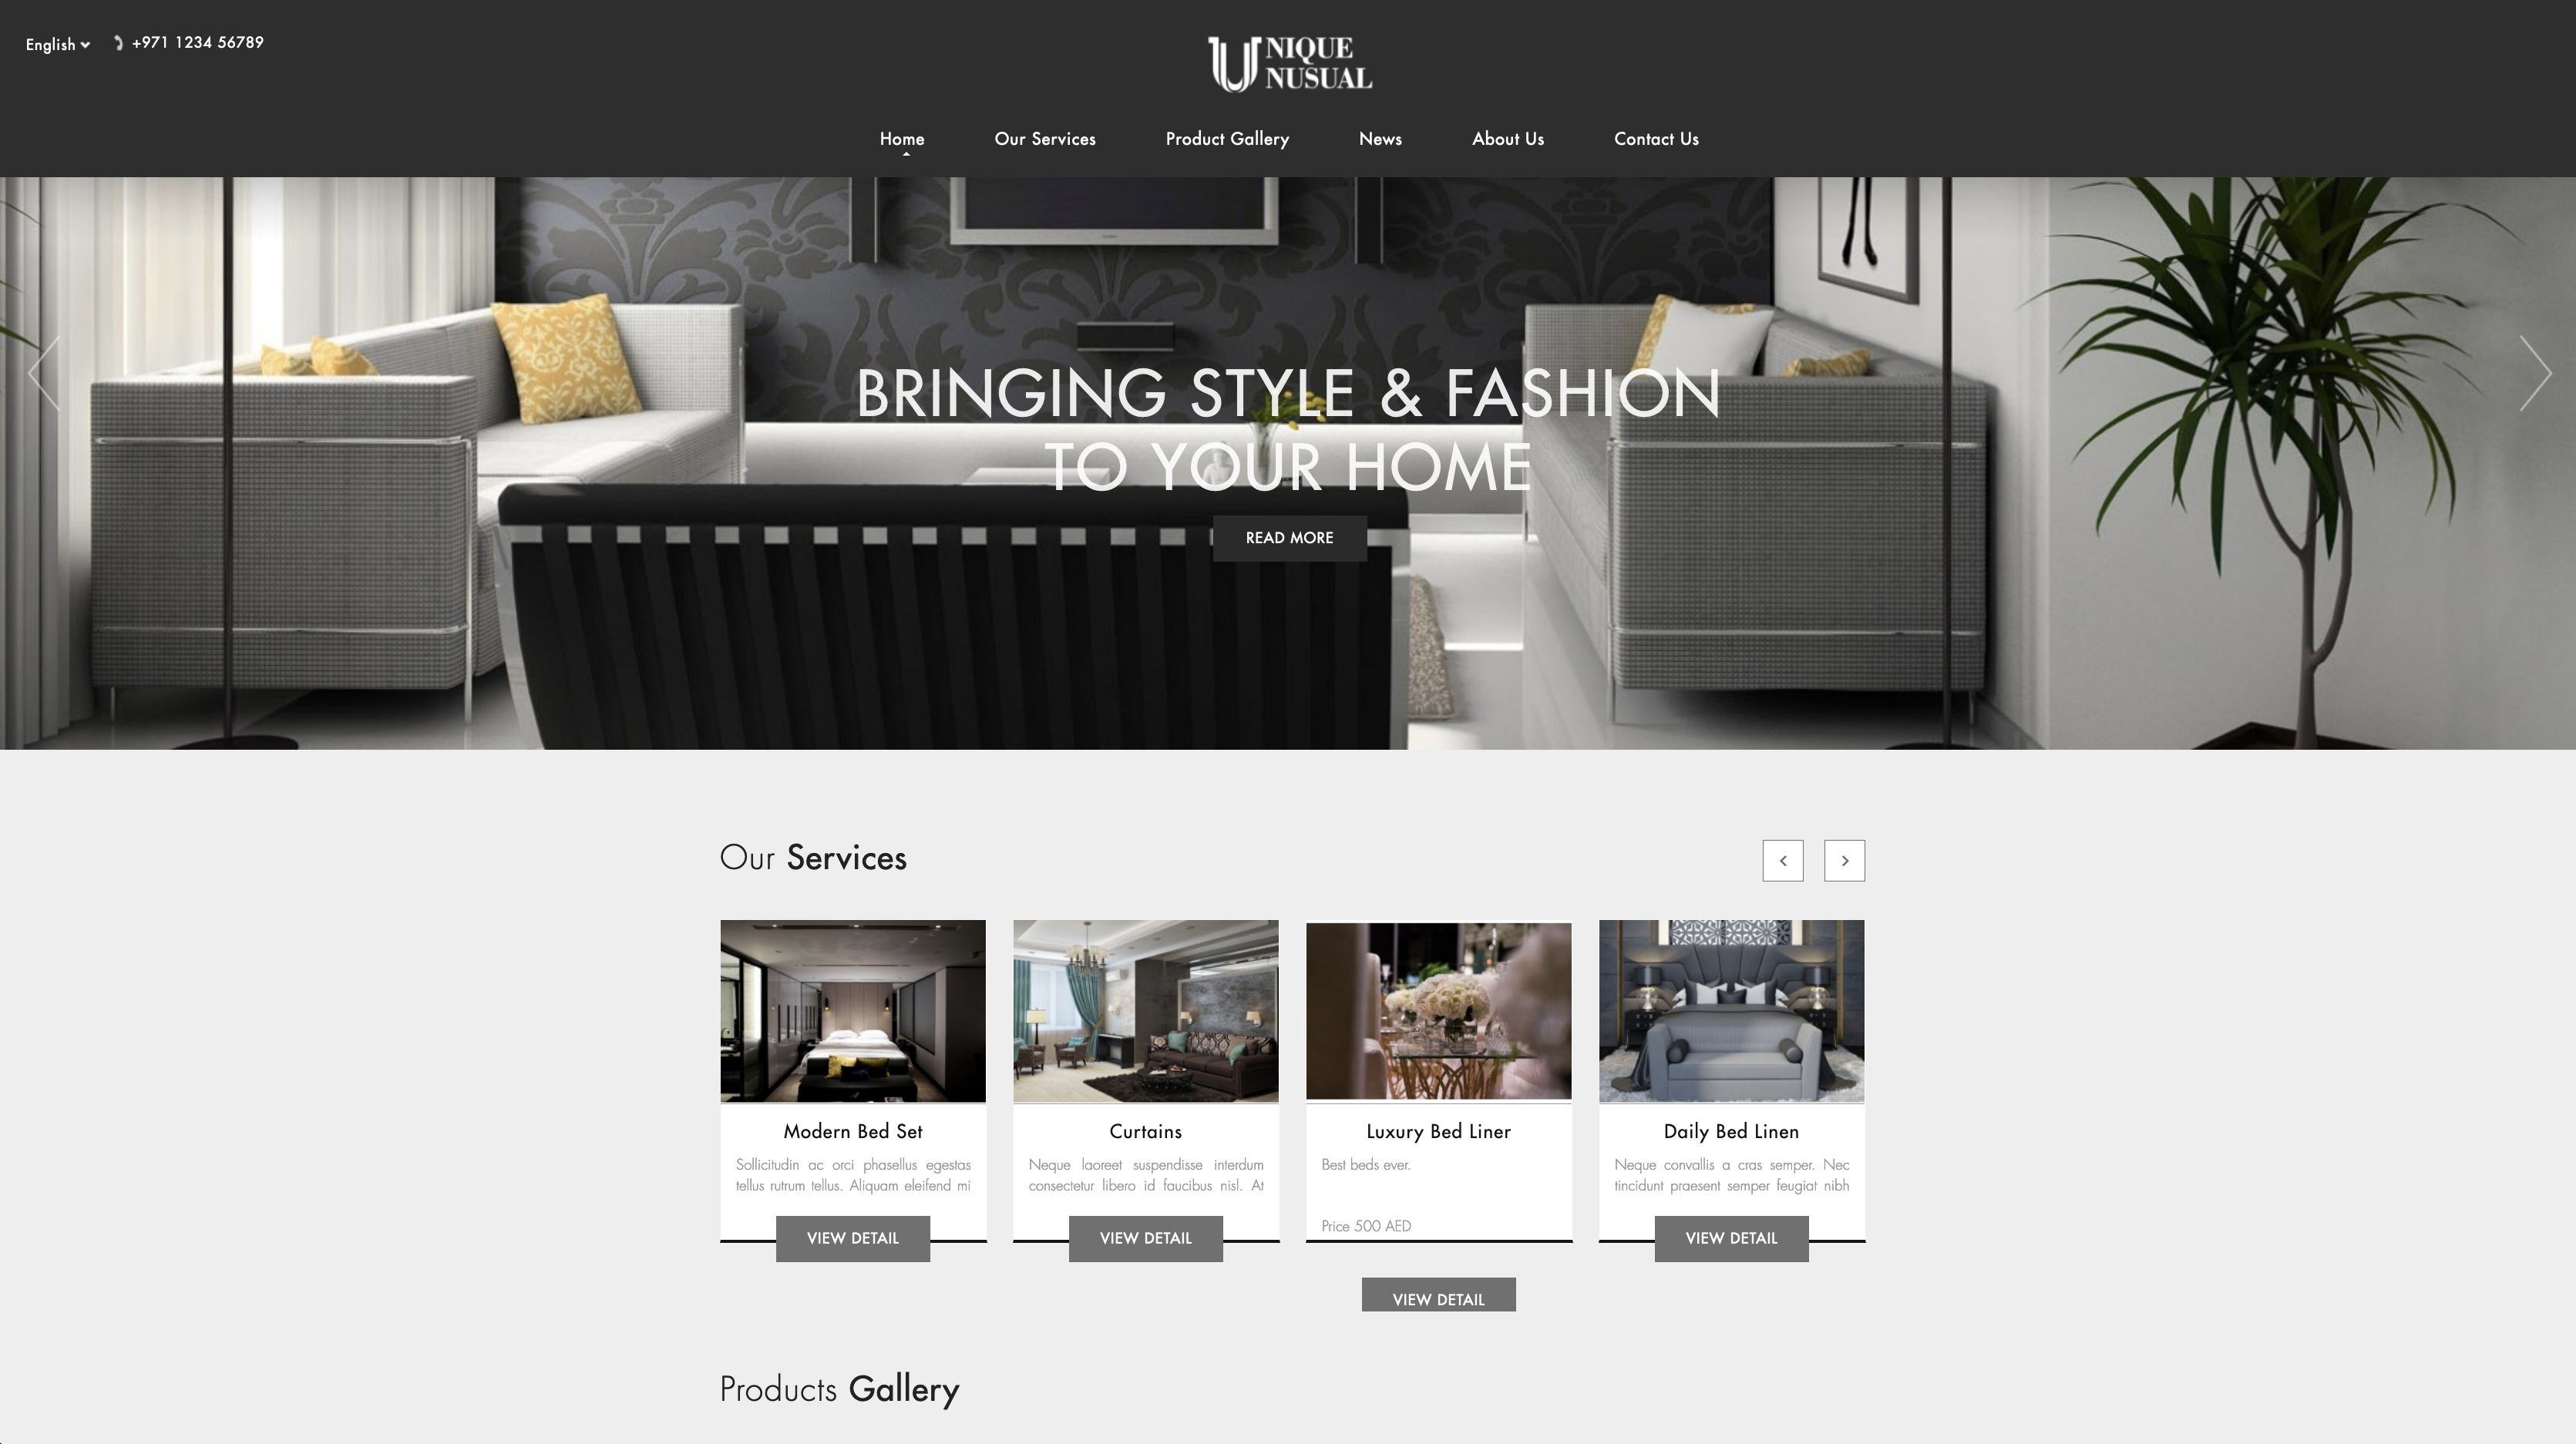 English
+971 1234 56789
UNIQUE
UNUSUAL
Home
Our Services
Product Gallery
News
About Us
Contact Us
BRINGING STYLE & FASHION
TO YOUR HOME
READ MORE
Our Services
Modern Bed Set
Sollicitudin ac orci phasellus egestas
tellus rutrum tellus. Aliquam eleifend mi
VIEW DETAIL
Curtains
Neque laoreet suspendisse interdum
consectetur libero id faucibus nisl. At
VIEW DETAIL
Luxury Bed Liner
Best beds ever.
Price 500 AED
VIEW DETAIL
Daily Bed Linen
Neque convallis a cras semper. Nec
tincidunt praesent semper feugiat nibh
VIEW DETAIL
Products Gallery